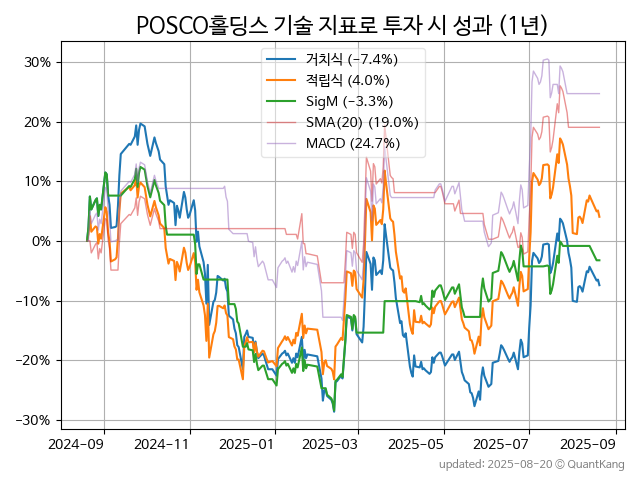 POSCO홀딩스 기술 지표로 투자 시 성과 (1년)
거치식 (-7.4%)
적립식 (4.0%)
SigM (-3.3%)
SMA(20) (19.0%)
MACD (24.7%)
30%
20%
10%
0%
-10%
-20%
-30%
2024-09 2024-11 2025-01 2025-03 2025-05 2025-07 2025-09
updated: 2025-08-20 © QuantKang